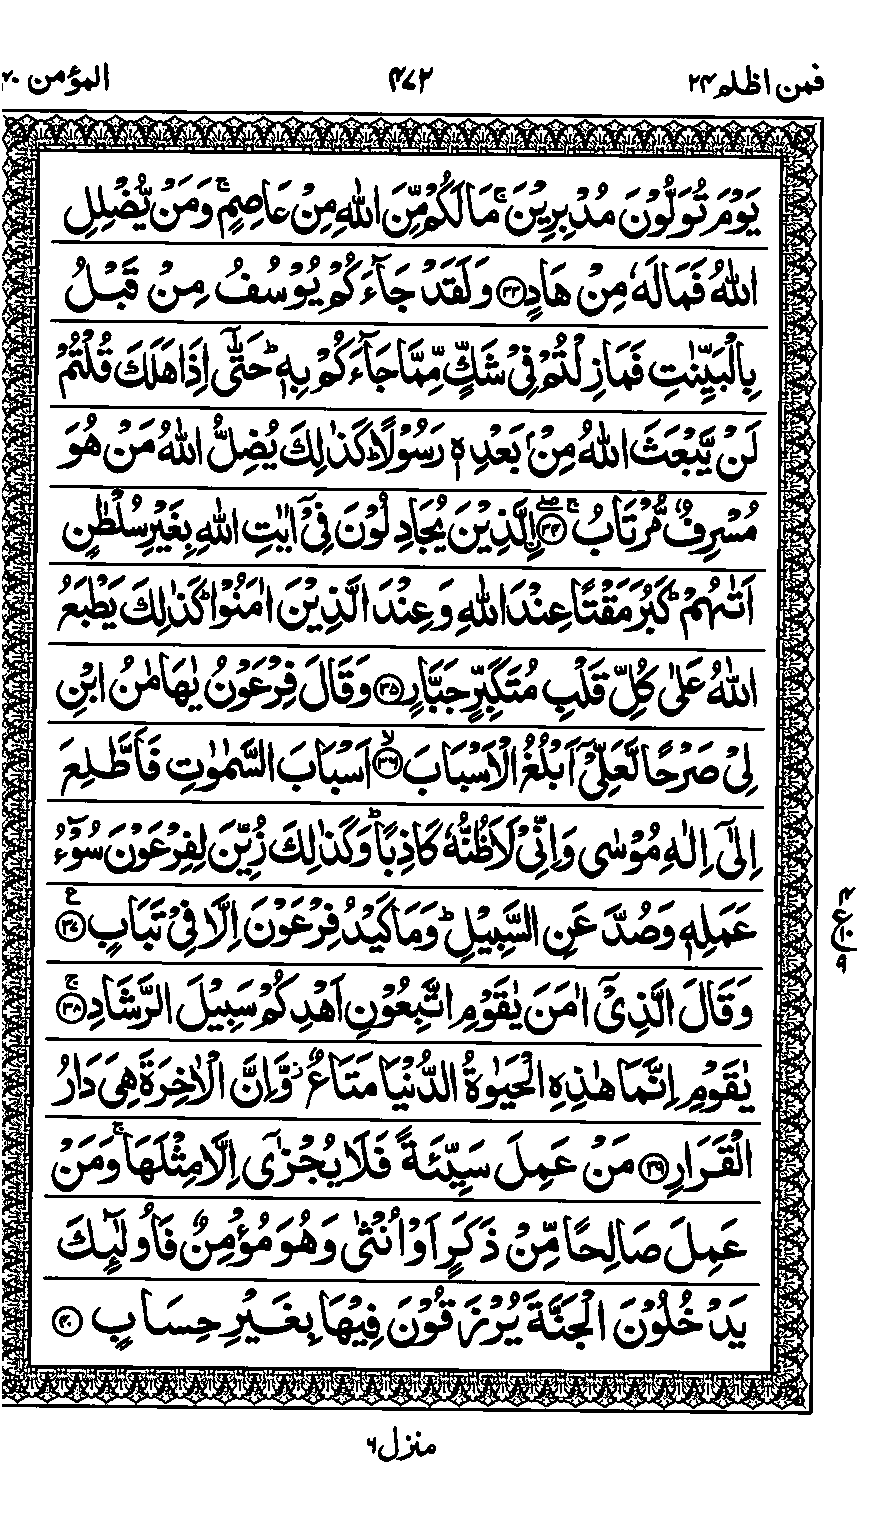 فمن اظلم ۲۴
۴۷۲
المؤمن ۴۰
يَوْمَ تُوَلُّوْنَ مُدْبِرِيْنَ ۚ مَا لَكُمْ مِّنَ اللّٰهِ مِنْ عَاصِمٍ ۚ وَمَنْ يُّضْلِلِ
اللّٰهُ فَمَا لَهٗ مِنْ هَادٍ ﴿۳۳﴾ وَلَقَدْ جَآءَكُمْ يُوْسُفُ مِنْ قَبْلُ
بِالْبَيِّنٰتِ فَمَا زِلْتُمْ فِيْ شَكٍّ مِّمَّا جَآءَكُمْ بِهٖ ؕ حَتّٰٓى اِذَا هَلَكَ قُلْتُمْ
لَنْ يَّبْعَثَ اللّٰهُ مِنْۢ بَعْدِهٖ رَسُوْلًا ؕ كَذٰلِكَ يُضِلُّ اللّٰهُ مَنْ هُوَ
مُسْرِفٌ مُّرْتَابُ ۚۖ ﴿۳۴﴾ اِۨلَّذِيْنَ يُجَادِلُوْنَ فِيْٓ اٰيٰتِ اللّٰهِ بِغَيْرِ سُلْطٰنٍ
اَتٰىهُمْ ؕ كَبُرَ مَقْتًا عِنْدَ اللّٰهِ وَعِنْدَ الَّذِيْنَ اٰمَنُوْا ؕ كَذٰلِكَ يَطْبَعُ
اللّٰهُ عَلٰى كُلِّ قَلْبِ مُتَكَبِّرٍ جَبَّارٍ ﴿۳۵﴾ وَقَالَ فِرْعَوْنُ يٰهَامٰنُ ابْنِ
لِيْ صَرْحًا لَّعَلِّيْٓ اَبْلُغُ الْاَسْبَابَ ۙ ﴿۳۶﴾ اَسْبَابَ السَّمٰوٰتِ فَاَطَّلِعَ
اِلٰٓى اِلٰهِ مُوْسٰى وَاِنِّيْ لَاَظُنُّهٗ كَاذِبًا ؕ وَكَذٰلِكَ زُيِّنَ لِفِرْعَوْنَ سُوْٓءُ
عَمَلِهٖ وَصُدَّ عَنِ السَّبِيْلِ ؕ وَمَا كَيْدُ فِرْعَوْنَ اِلَّا فِيْ تَبَابٍ ﴿۳۷﴾ ع
۴
ع
۱۰
۹
وَقَالَ الَّذِيْٓ اٰمَنَ يٰقَوْمِ اتَّبِعُوْنِ اَهْدِكُمْ سَبِيْلَ الرَّشَادِ ۚ ﴿۳۸﴾
يٰقَوْمِ اِنَّمَا هٰذِهِ الْحَيٰوةُ الدُّنْيَا مَتَاعٌ ؗ وَّاِنَّ الْاٰخِرَةَ هِيَ دَارُ
الْقَرَارِ ﴿۳۹﴾ مَنْ عَمِلَ سَيِّئَةً فَلَا يُجْزٰٓى اِلَّا مِثْلَهَا ۚ وَمَنْ
عَمِلَ صَالِحًا مِّنْ ذَكَرٍ اَوْ اُنْثٰى وَهُوَ مُؤْمِنٌ فَاُولٰٓئِكَ
يَدْخُلُوْنَ الْجَنَّةَ يُرْزَقُوْنَ فِيْهَا بِغَيْرِ حِسَابٍ ﴿۴۰﴾
منزل ۶